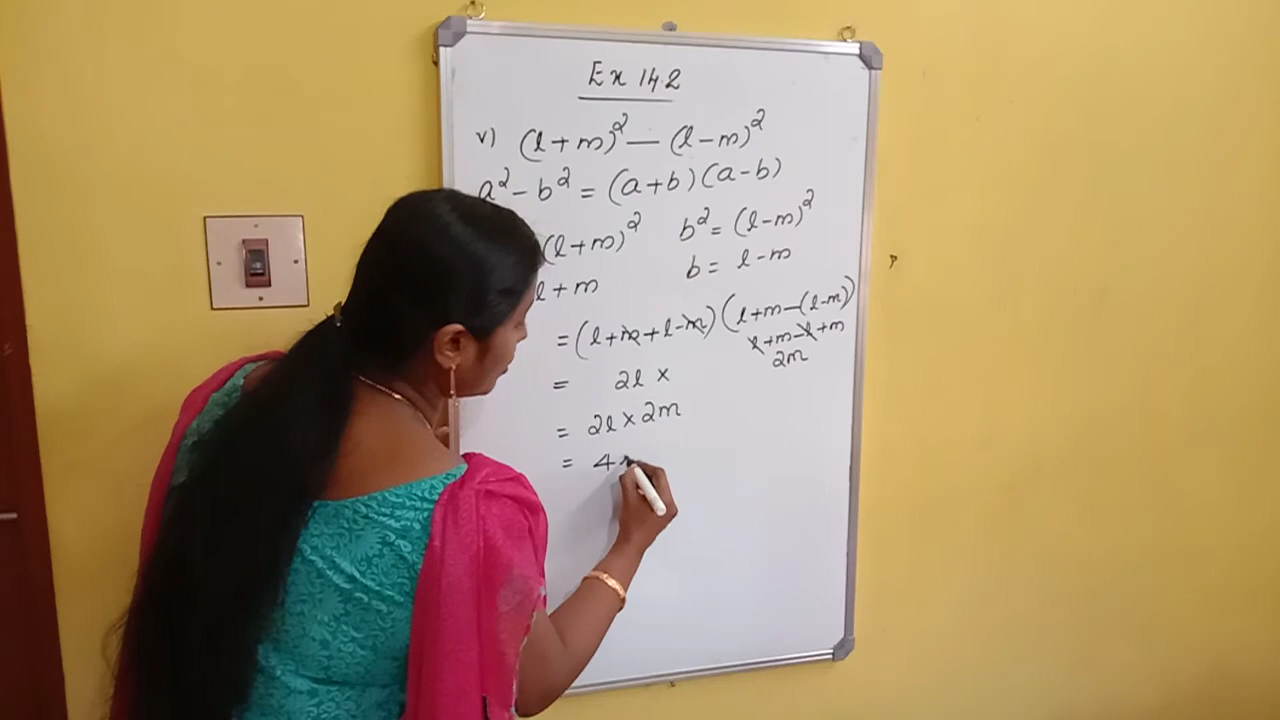 Ex 14.2
v) (l+m)² — (l-m)²
a² - b² = (a+b)(a-b)
(l+m)² b² = (l-m)²
l+m b = l-m
= (l+m+l-m)(l+m-(l-m))
l+m-l+m
2m
= 2l ×
= 2l × 2m
= 4